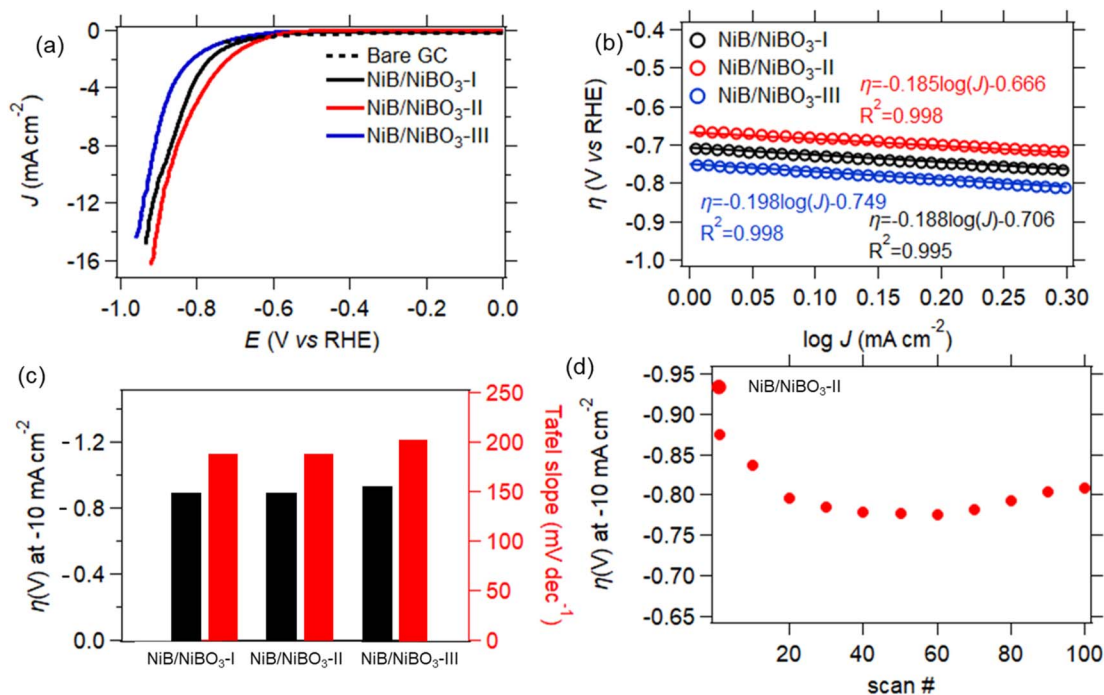 (a)
0
-4
-8
-12
-16
J (mA cm⁻²)
Bare GC
NiB/NiBO₃-I
NiB/NiBO₃-II
NiB/NiBO₃-III
-1.0 -0.8 -0.6 -0.4 -0.2 0.0
E (V vs RHE)
(b)
-0.4
-0.5
-0.6
-0.7
-0.8
-0.9
-1.0
η (V vs RHE)
NiB/NiBO₃-I
NiB/NiBO₃-II
NiB/NiBO₃-III
η=-0.185log(J)-0.666
R²=0.998
η=-0.198log(J)-0.749
R²=0.998
η=-0.188log(J)-0.706
R²=0.995
0.00 0.05 0.10 0.15 0.20 0.25 0.30
log J (mA cm⁻²)
(c)
-1.2
-0.8
-0.4
0.0
η(V) at -10 mA cm⁻²
250
200
150
100
50
0
Tafel slope (mV dec⁻¹)
NiB/NiBO₃-I NiB/NiBO₃-II NiB/NiBO₃-III
(d)
-0.95
-0.90
-0.85
-0.80
-0.75
-0.70
-0.65
η(V) at -10 mA cm⁻²
NiB/NiBO₃-II
20 40 60 80 100
scan #